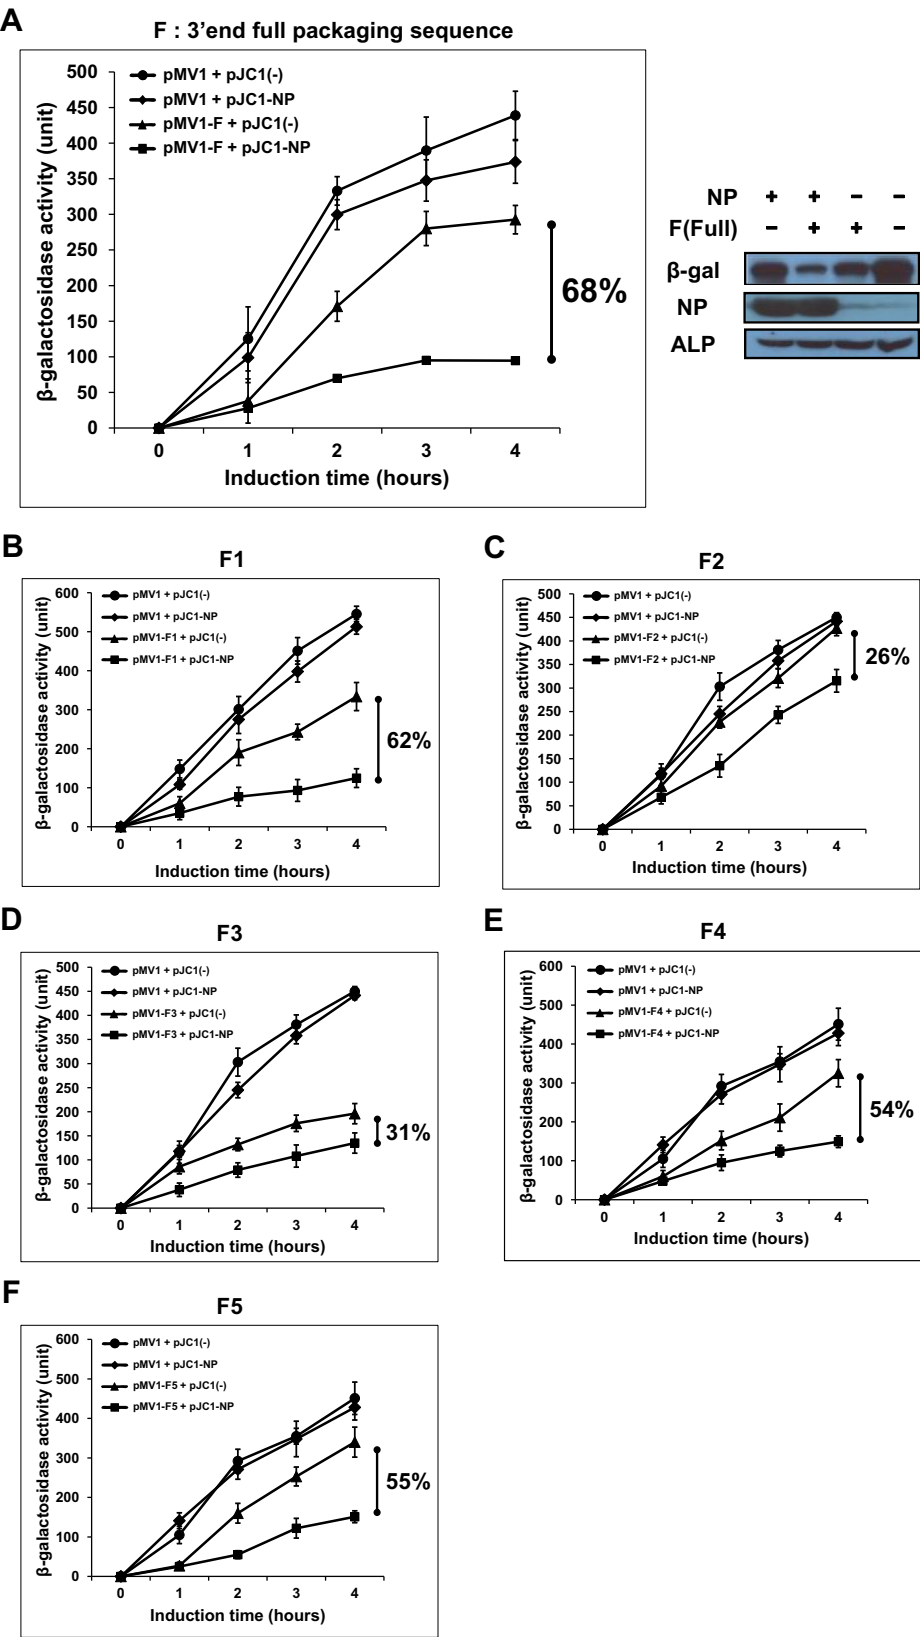 A
F : 3'end full packaging sequence
β-galactosidase activity (unit)
500
450
400
350
300
250
200
150
100
50
0
pMV1 + pJC1(-)
pMV1 + pJC1-NP
pMV1-F + pJC1(-)
pMV1-F + pJC1-NP
68%
0 1 2 3 4
Induction time (hours)
NP + + − −
F(Full) − + + −
β-gal
NP
ALP
B
F1
β-galactosidase activity (unit)
600
500
400
300
200
100
0
pMV1 + pJC1(-)
pMV1 + pJC1-NP
pMV1-F1 + pJC1(-)
pMV1-F1 + pJC1-NP
62%
0 1 2 3 4
Induction time (hours)
C
F2
β-galactosidase activity (unit)
500
450
400
350
300
250
200
150
100
50
0
pMV1 + pJC1(-)
pMV1 + pJC1-NP
pMV1-F2 + pJC1(-)
pMV1-F2 + pJC1-NP
26%
0 1 2 3 4
Induction time (hours)
D
F3
β-galactosidase activity (unit)
500
450
400
350
300
250
200
150
100
50
0
pMV1 + pJC1(-)
pMV1 + pJC1-NP
pMV1-F3 + pJC1(-)
pMV1-F3 + pJC1-NP
31%
0 1 2 3 4
Induction time (hours)
E
F4
β-galactosidase activity (unit)
600
500
400
300
200
100
0
pMV1 + pJC1(-)
pMV1 + pJC1-NP
pMV1-F4 + pJC1(-)
pMV1-F4 + pJC1-NP
54%
0 1 2 3 4
Induction time (hours)
F
F5
β-galactosidase activity (unit)
600
500
400
300
200
100
0
pMV1 + pJC1(-)
pMV1 + pJC1-NP
pMV1-F5 + pJC1(-)
pMV1-F5 + pJC1-NP
55%
0 1 2 3 4
Induction time (hours)